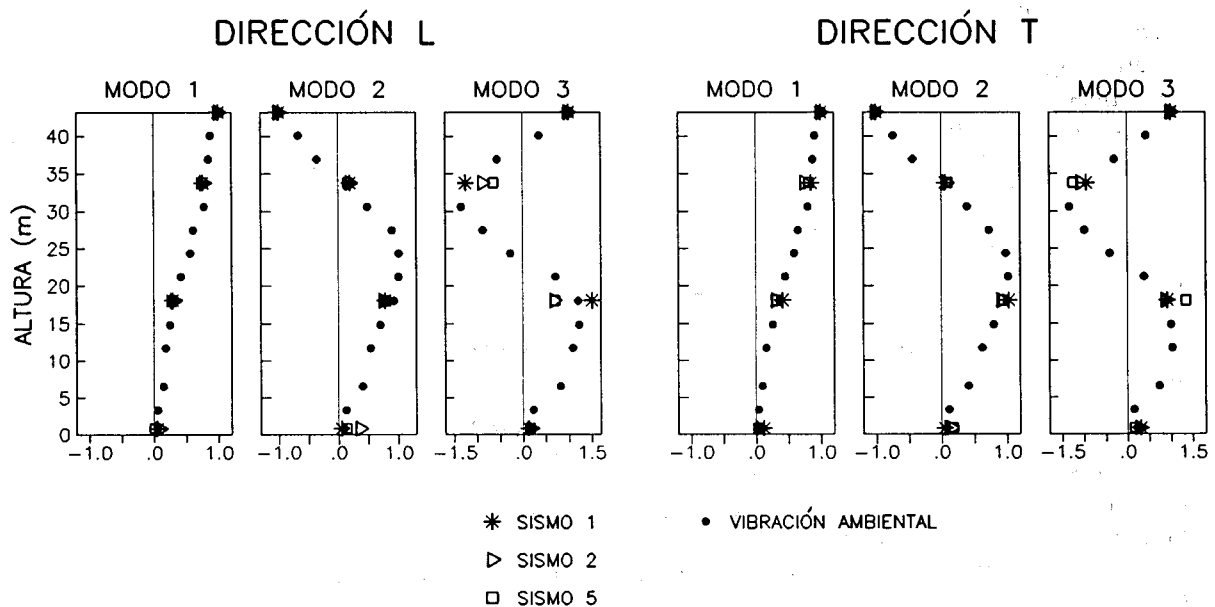 DIRECCIÓN L
DIRECCIÓN T
MODO 1 MODO 2 MODO 3
MODO 1 MODO 2 MODO 3
ALTURA (m)
40
35
30
25
20
15
10
5
0
-1.0 .0 1.0 -1.0 .0 1.0 -1.5 .0 1.5
-1.0 .0 1.0 -1.0 .0 1.0 -1.5 .0 1.5
SISMO 1
VIBRACIÓN AMBIENTAL
SISMO 2
SISMO 5